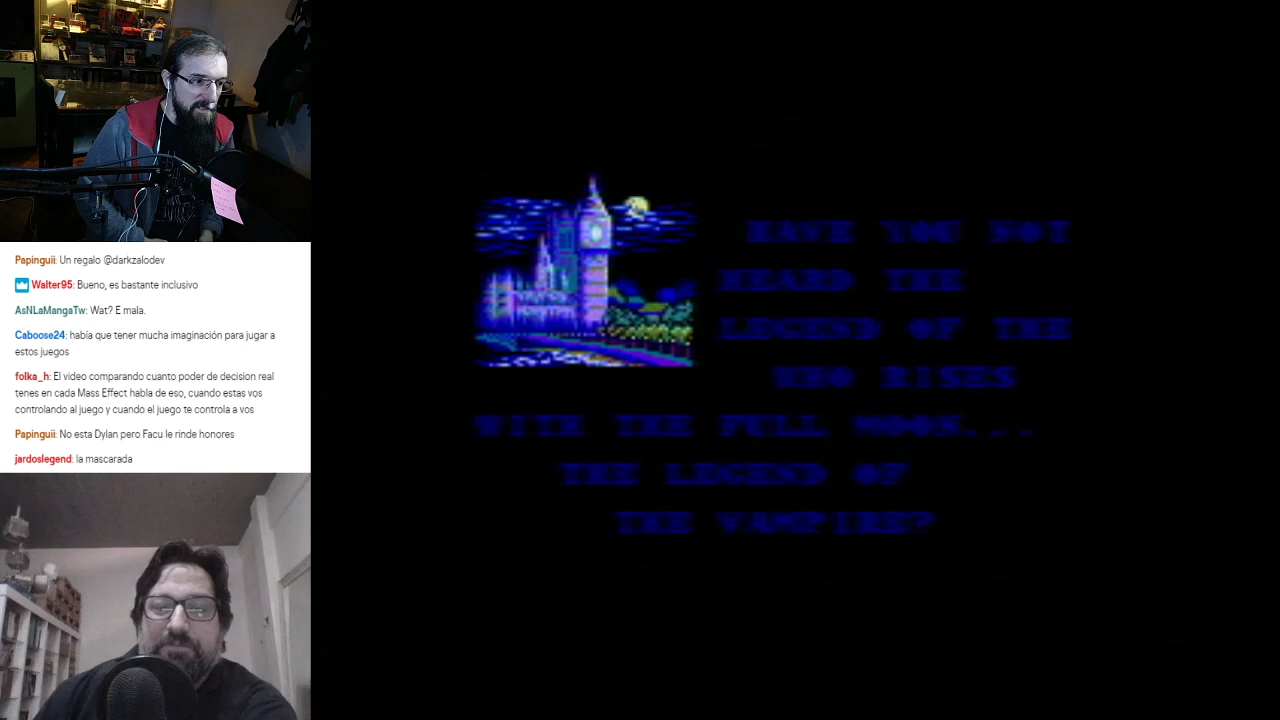 Papinguii: Un regalo @darkzalodev
Walter95: Bueno, es bastante inclusivo
AsNLaMangaTw: Wat? E mala.
Caboose24: había que tener mucha imaginación para jugar a
estos juegos
folka_h: El video comparando cuanto poder de decision real
tenes en cada Mass Effect habla de eso, cuando estas vos
controlando al juego y cuando el juego te controla a vos
Papinguii: No esta Dylan pero Facu le rinde honores
jardoslegend: la mascarada
HAVE YOU NOT
HEARD THE
LEGEND OF THE
WHO RISES
WITH THE FULL MOON...
THE LEGEND OF
THE VAMPIRE?